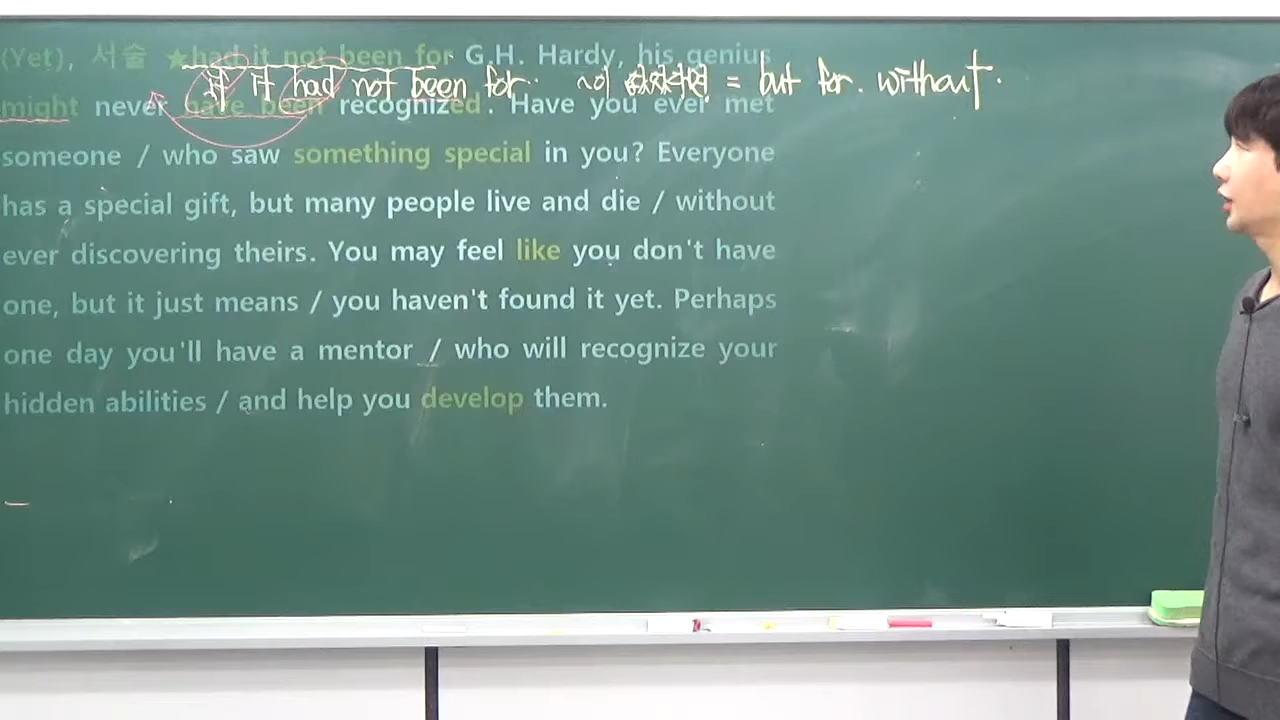 (Yet), 서술 ★had it not been for G.H. Hardy, his genius
if it had not been for ~이 없었다면 = but for. without.
might never have been recognized. Have you ever met
someone / who saw something special in you? Everyone
has a special gift, but many people live and die / without
ever discovering theirs. You may feel like you don't have
one, but it just means / you haven't found it yet. Perhaps
one day you'll have a mentor / who will recognize your
hidden abilities / and help you develop them.